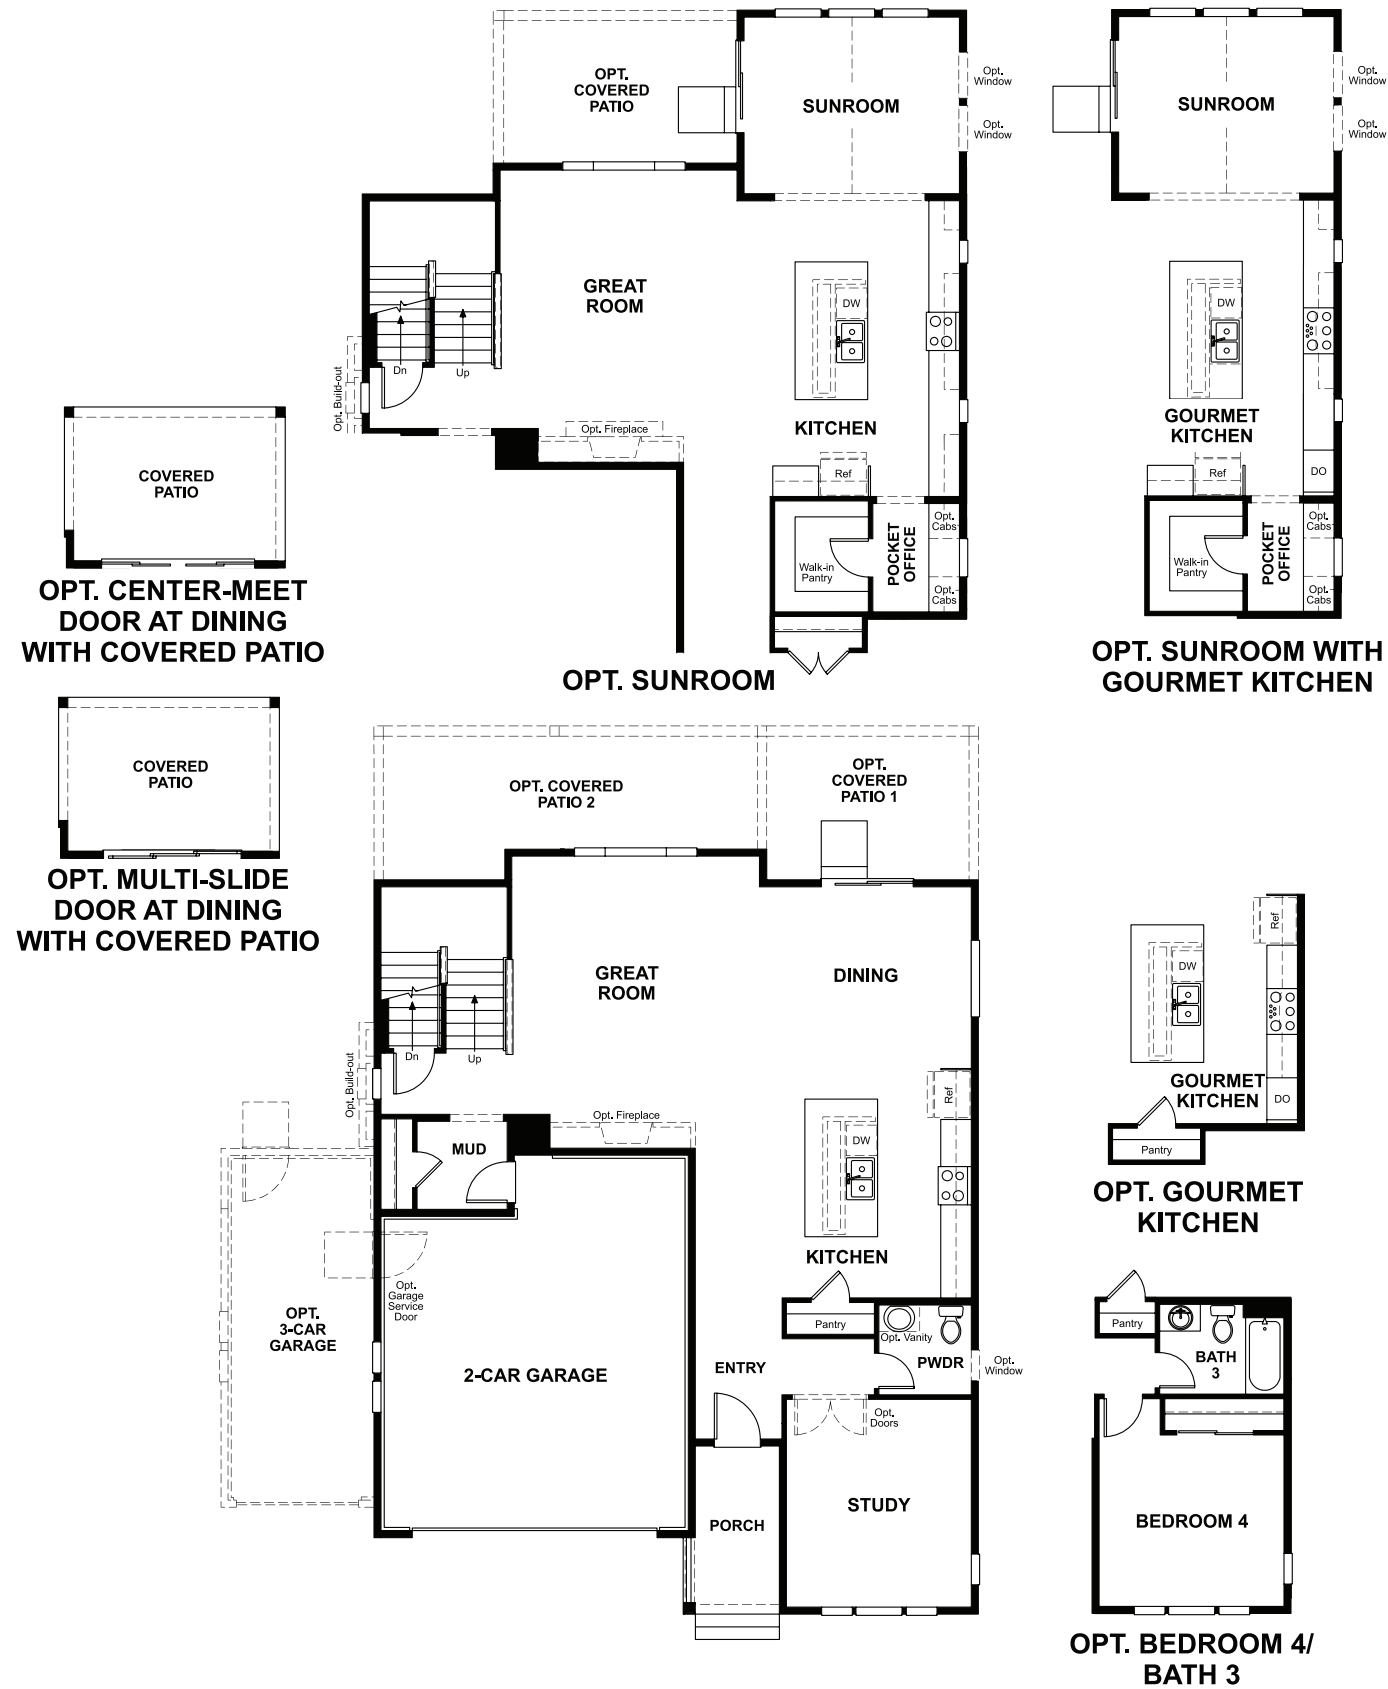 OPT.
COVERED
PATIO
SUNROOM
Opt.
Window
Opt.
Window
GREAT
ROOM
DW
KITCHEN
Dn
Up
Opt. Build-out
Opt. Fireplace
Ref
Walk-in
Pantry
POCKET
OFFICE
Opt.
Cabs
Opt.
Cabs
OPT. SUNROOM
SUNROOM
Opt.
Window
Opt.
Window
DW
GOURMET
KITCHEN
Ref
DO
Walk-in
Pantry
POCKET
OFFICE
Opt.
Cabs
Opt.
Cabs
OPT. SUNROOM WITH
GOURMET KITCHEN
COVERED
PATIO
OPT. CENTER-MEET
DOOR AT DINING
WITH COVERED PATIO
COVERED
PATIO
OPT. MULTI-SLIDE
DOOR AT DINING
WITH COVERED PATIO
OPT. COVERED
PATIO 2
OPT.
COVERED
PATIO 1
GREAT
ROOM
DINING
Dn
Up
Opt. Build-out
Opt. Fireplace
MUD
Ref
DW
KITCHEN
Opt.
Garage
Service
Door
OPT.
3-CAR
GARAGE
2-CAR GARAGE
Pantry
Opt. Vanity
PWDR
Opt.
Window
ENTRY
Opt.
Doors
STUDY
PORCH
Ref
DW
GOURMET
KITCHEN
DO
Pantry
OPT. GOURMET
KITCHEN
Pantry
BATH
3
BEDROOM 4
OPT. BEDROOM 4/
BATH 3